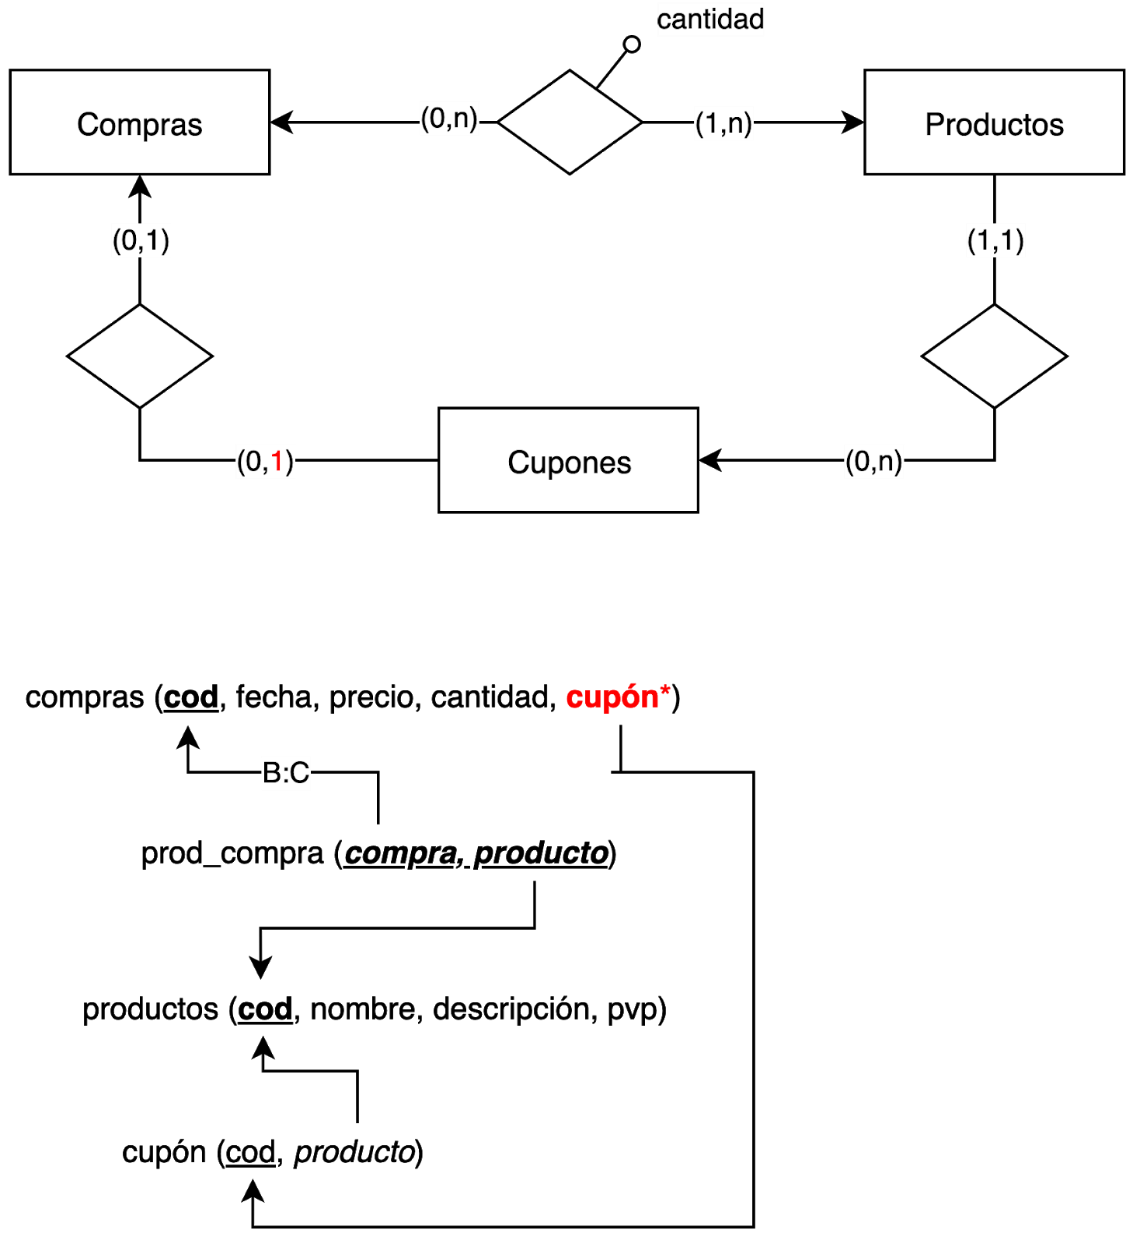 cantidad
Compras
(0,n)
(1,n)
Productos
(0,1)
(1,1)
(0,1)
Cupones
(0,n)
compras (cod, fecha, precio, cantidad, cupón*)
B:C
prod_compra (compra, producto)
productos (cod, nombre, descripción, pvp)
cupón (cod, producto)